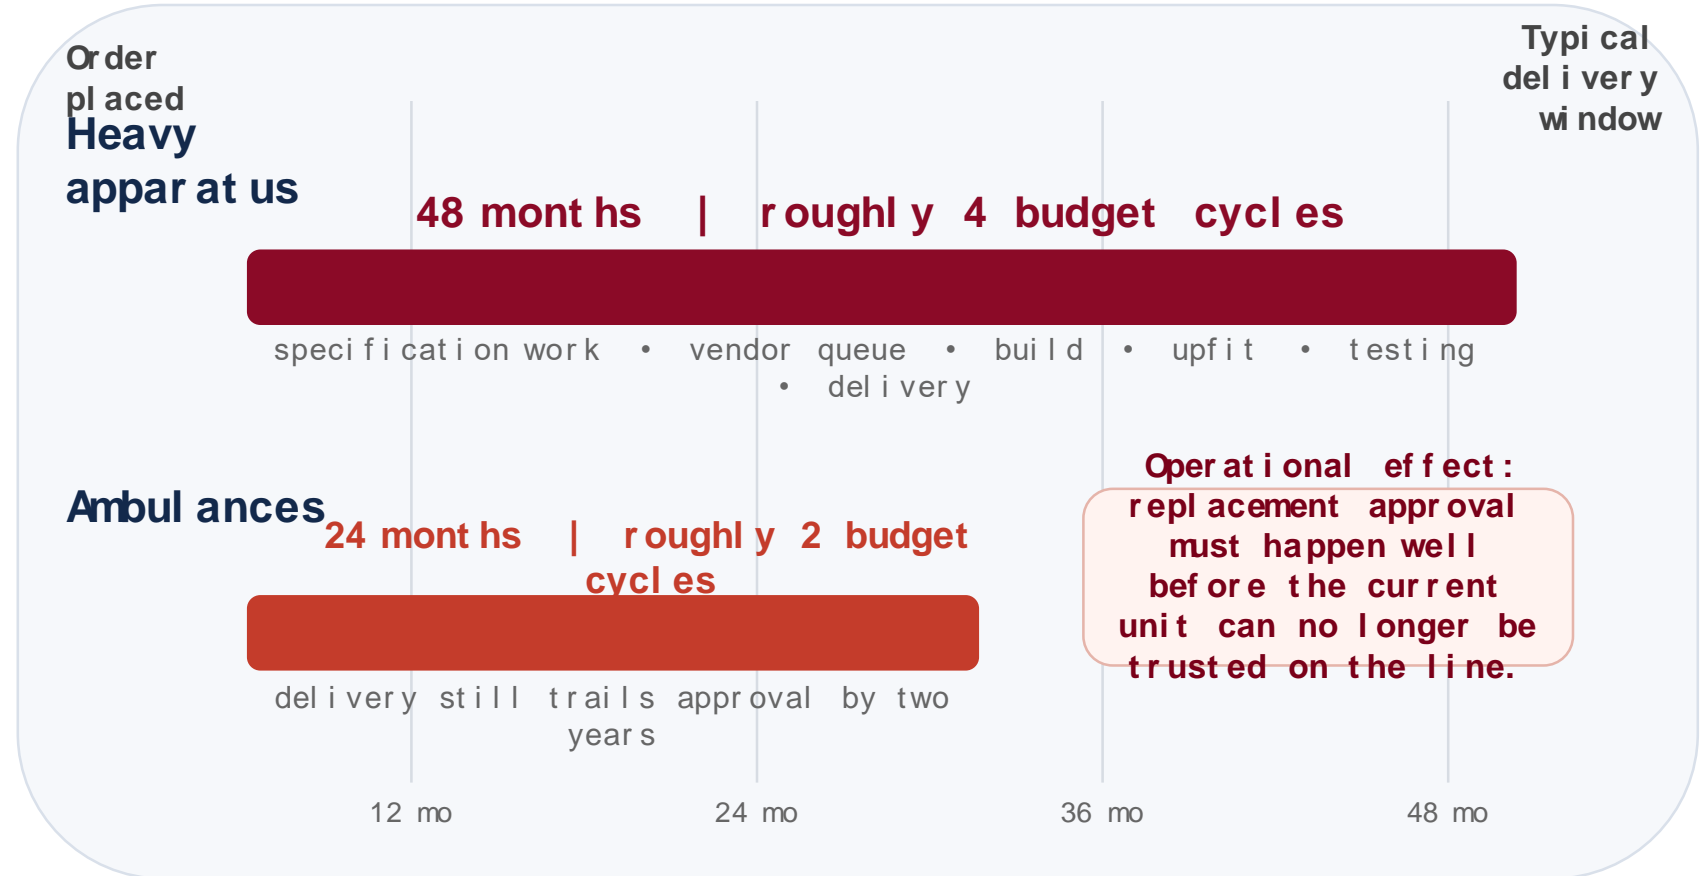 Order
placed
Typical
delivery
window
Heavy
apparatus
48 months | roughly 4 budget cycles
specification work • vendor queue • build • upfit • testing
• delivery
Ambulances
24 months | roughly 2 budget
cycles
delivery still trails approval by two
years
Operational effect:
replacement approval
must happen well
before the current
unit can no longer be
trusted on the line.
12 mo
24 mo
36 mo
48 mo